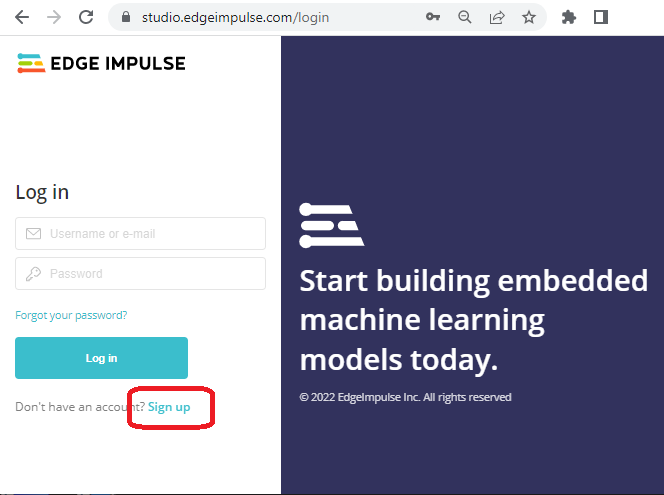 studio.edgeimpulse.com/login
EDGE IMPULSE
Log in
Username or e-mail
Password
Forgot your password?
Log in
Don't have an account? Sign up
Start building embedded
machine learning
models today.
© 2022 EdgeImpulse Inc. All rights reserved